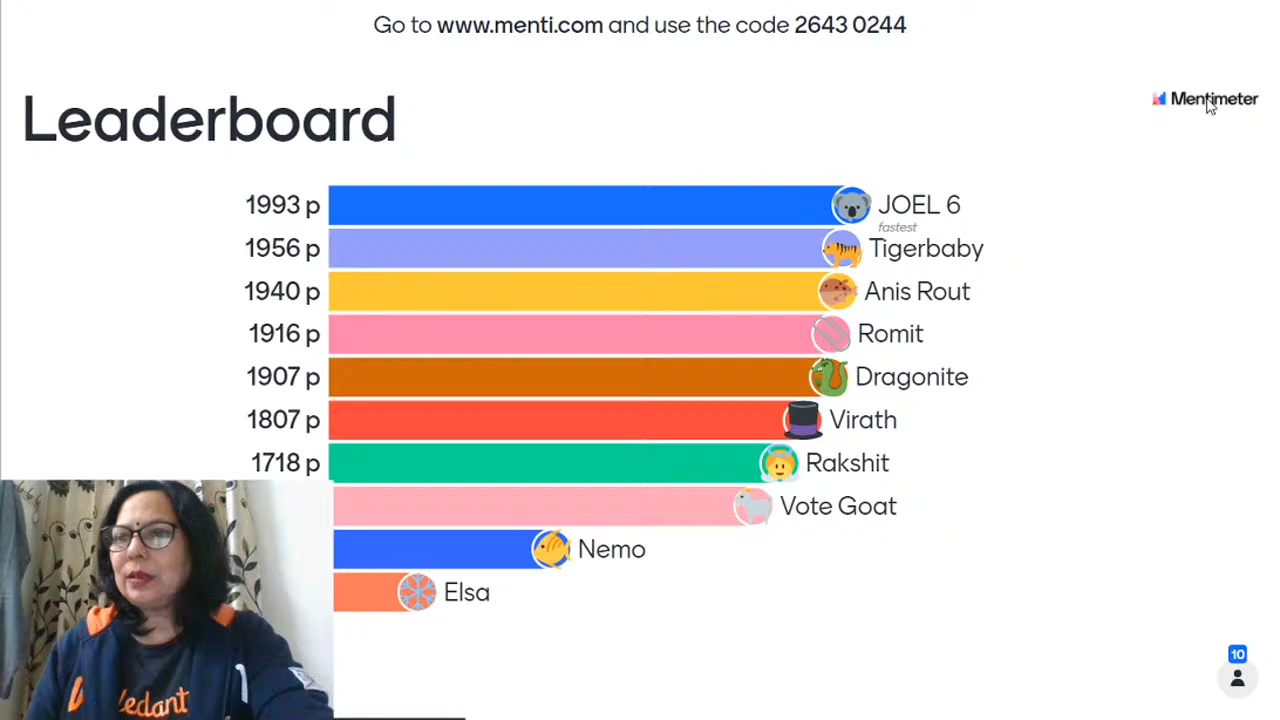 Go to www.menti.com and use the code 2643 0244
Mentimeter
Leaderboard
1993 p JOEL 6
fastest
1956 p Tigerbaby
1940 p Anis Rout
1916 p Romit
1907 p Dragonite
1807 p Virath
1718 p Rakshit
Vote Goat
Nemo
Elsa
10